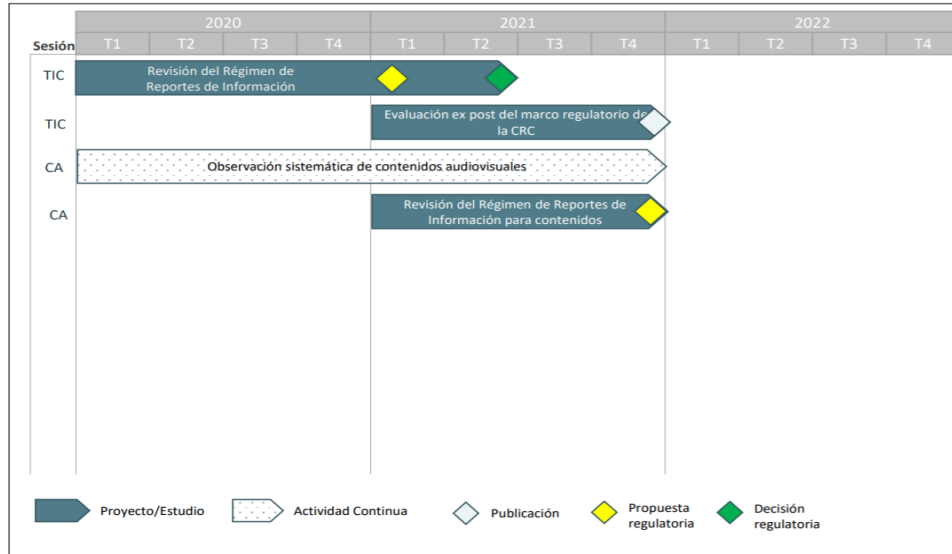 2020 2021 2022
Sesión T1 T2 T3 T4 T1 T2 T3 T4 T1 T2 T3 T4
TIC Revisión del Régimen de
Reportes de Información
TIC Evaluación ex post del marco regulatorio de
la CRC
CA Observación sistemática de contenidos audiovisuales
CA Revisión del Régimen de Reportes de
Información para contenidos
Proyecto/Estudio Actividad Continua Publicación Propuesta
regulatoria Decisión
regulatoria